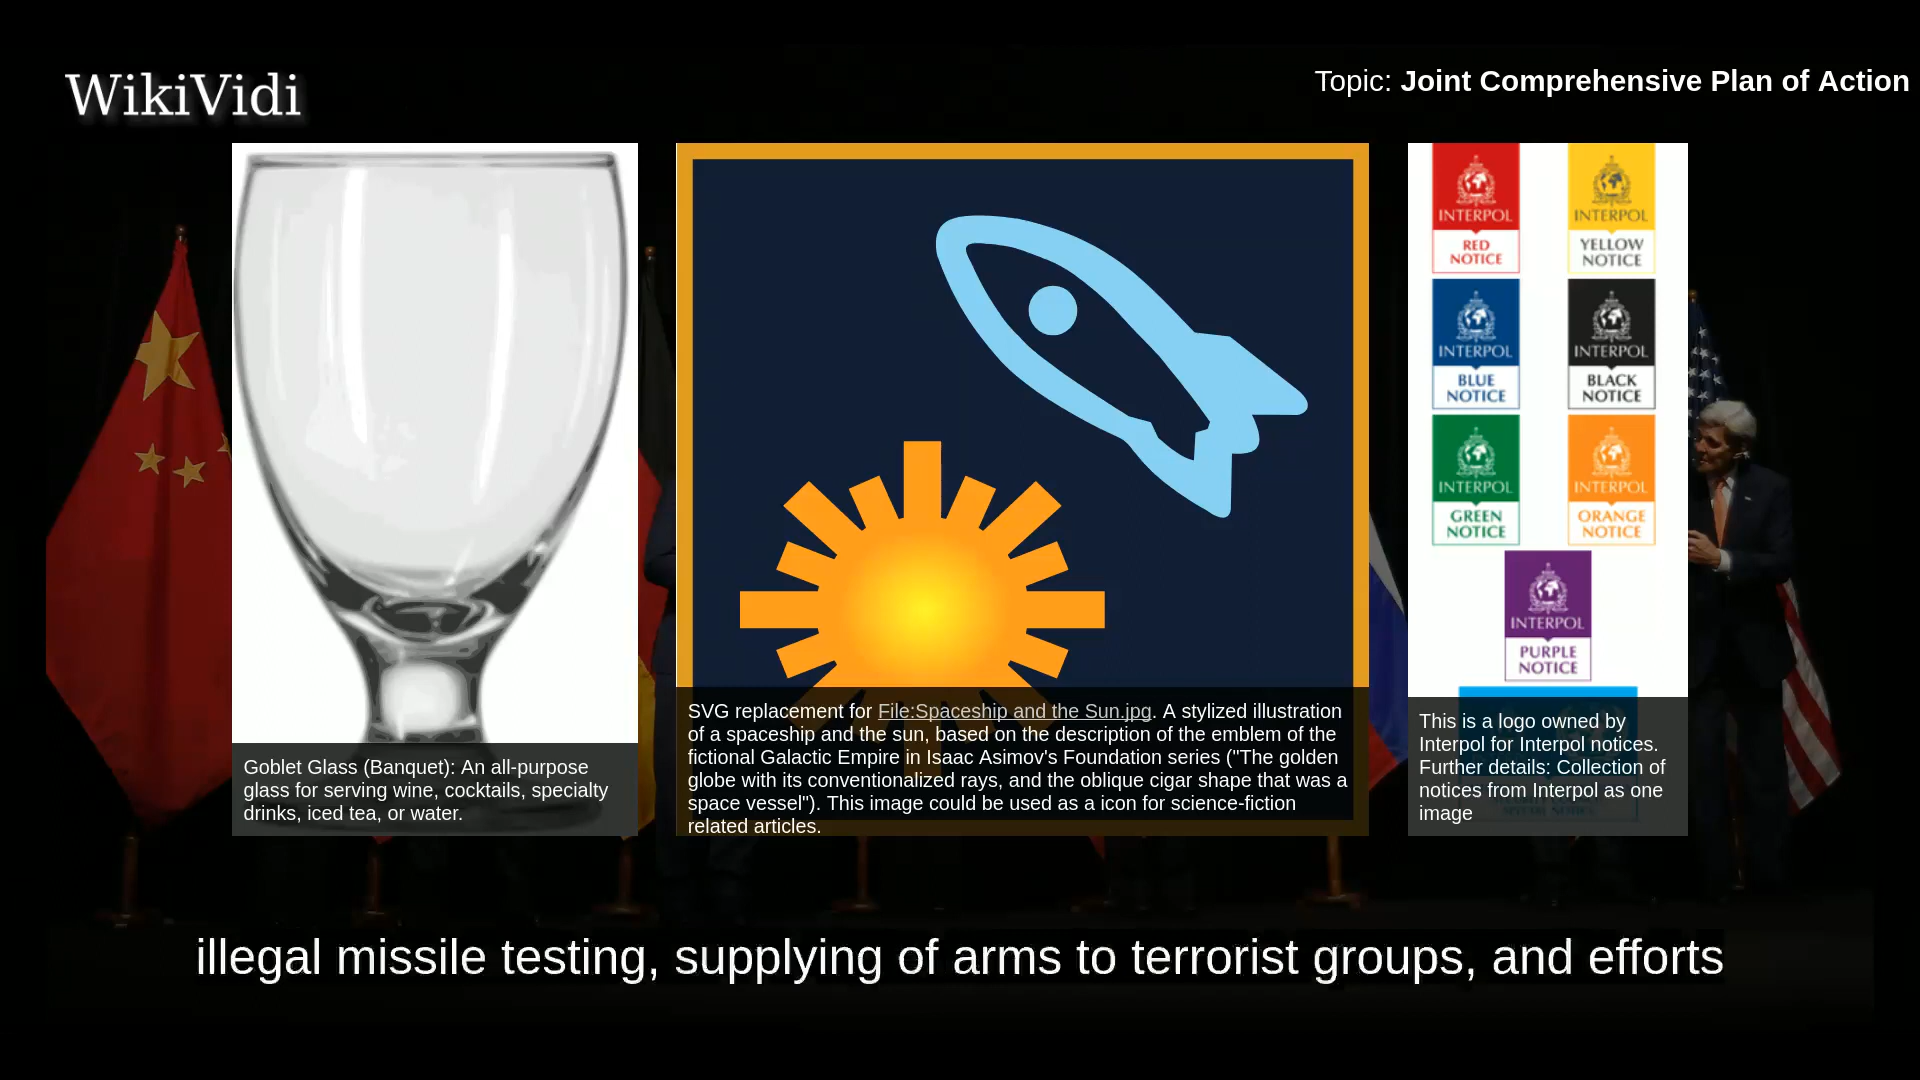 WikiVidi
Topic: Joint Comprehensive Plan of Action
Goblet Glass (Banquet): An all-purpose
glass for serving wine, cocktails, specialty
drinks, iced tea, or water.
SVG replacement for File:Spaceship and the Sun.jpg. A stylized illustration
of a spaceship and the sun, based on the description of the emblem of the
fictional Galactic Empire in Isaac Asimov's Foundation series ("The golden
globe with its conventionalized rays, and the oblique cigar shape that was a
space vessel"). This image could be used as a icon for science-fiction
related articles.
INTERPOL
RED
NOTICE
INTERPOL
YELLOW
NOTICE
INTERPOL
BLUE
NOTICE
INTERPOL
BLACK
NOTICE
INTERPOL
GREEN
NOTICE
INTERPOL
ORANGE
NOTICE
INTERPOL
PURPLE
NOTICE
This is a logo owned by
Interpol for Interpol notices.
Further details: Collection of
notices from Interpol as one
image
illegal missile testing, supplying of arms to terrorist groups, and efforts